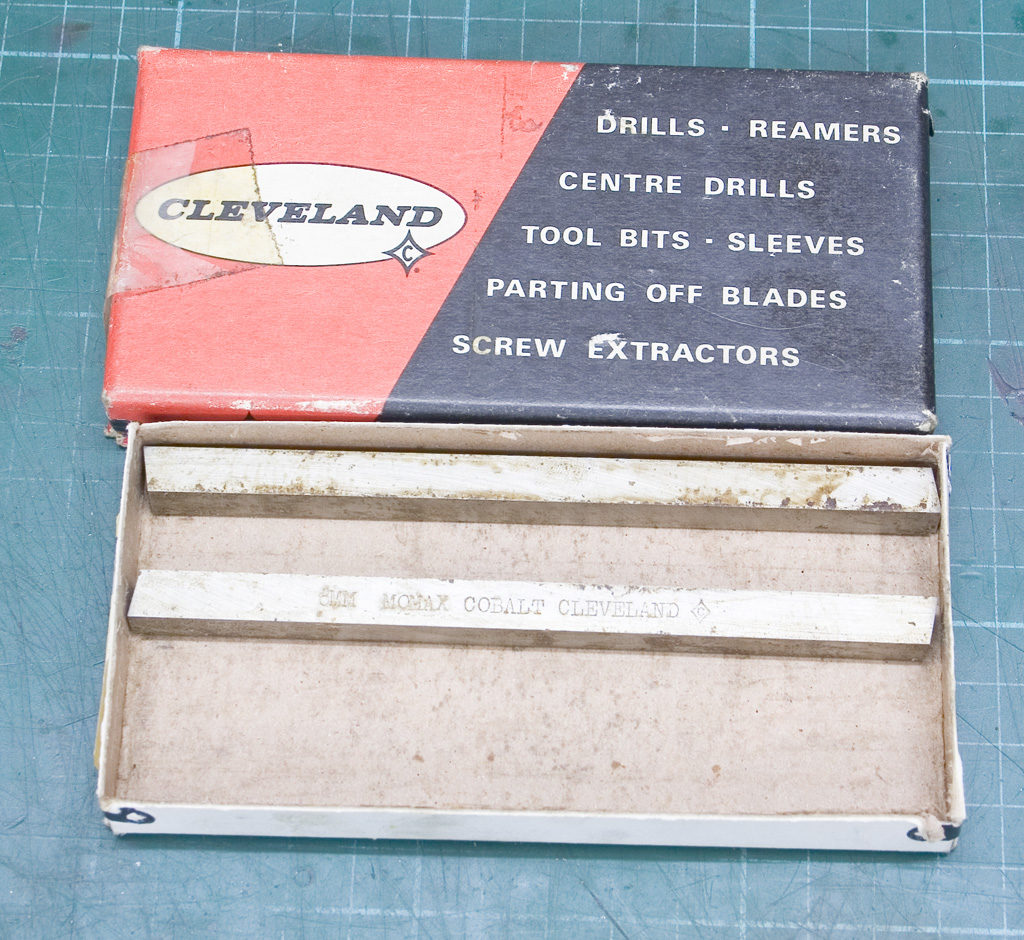 CLEVELAND
C
DRILLS · REAMERS
CENTRE DRILLS
TOOL BITS · SLEEVES
PARTING OFF BLADES
SCREW EXTRACTORS
MOMAX COBALT CLEVELAND C